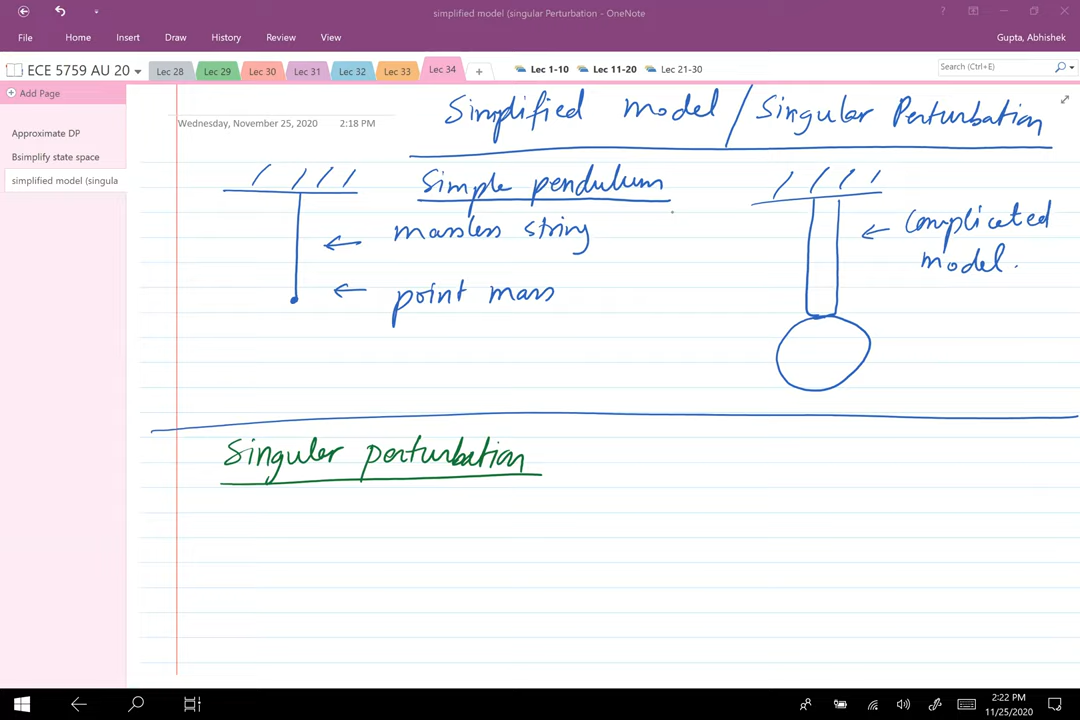 simplified model (singular Perturbation - OneNote
File Home Insert Draw History Review View
Gupta, Abhishek
ECE 5759 AU 20
Lec 28 Lec 29 Lec 30 Lec 31 Lec 32 Lec 33 Lec 34 Lec 1-10 Lec 11-20 Lec 21-30
Search (Ctrl+E)
Add Page
Approximate DP
Bsimplify state space
simplified model (singula
Wednesday, November 25, 2020 2:18 PM
Simplified model / Singular Perturbation
Simple pendulum
massless string
point mass
Complicated
model.
Singular perturbation
2:22 PM
11/25/2020